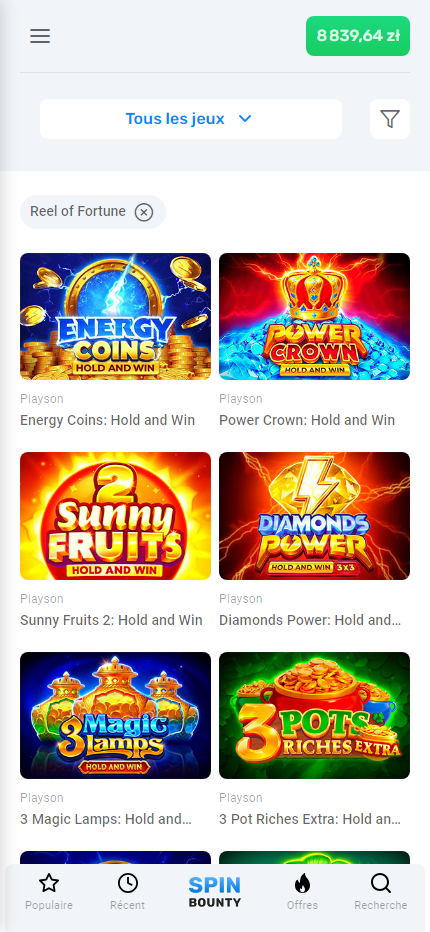 8 839,64 zł
Tous les jeux
Reel of Fortune
ENERGY
COINS
HOLD AND WIN
POWER
CROWN
HOLD AND WIN
Playson
Energy Coins: Hold and Win
Playson
Power Crown: Hold and Win
2
Sunny
FRUITS
HOLD AND WIN
DIAMONDS
POWER
HOLD AND WIN 3X3
Playson
Sunny Fruits 2: Hold and Win
Playson
Diamonds Power: Hold and...
3 Magic
Lamps
HOLD AND WIN
3 POTS
RICHES EXTRA
Playson
3 Magic Lamps: Hold and...
Playson
3 Pot Riches Extra: Hold an...
Populaire
Récent
SPIN
BOUNTY
Offres
Recherche